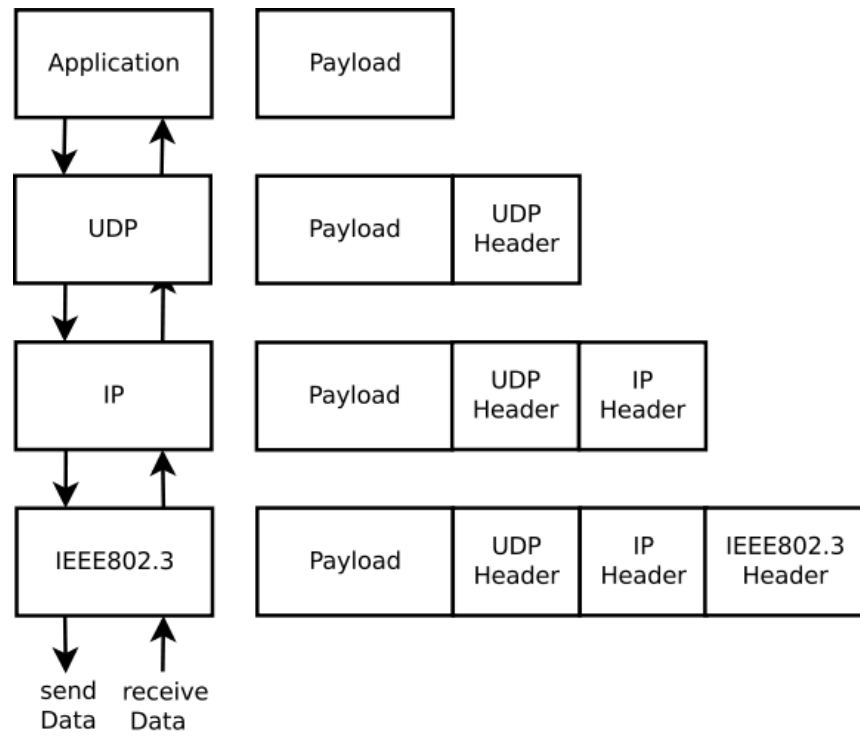 Application
Payload
UDP
Payload
UDP
Header
IP
Payload
UDP
Header
IP
Header
IEEE802.3
Payload
UDP
Header
IP
Header
IEEE802.3
Header
send
Data
receive
Data